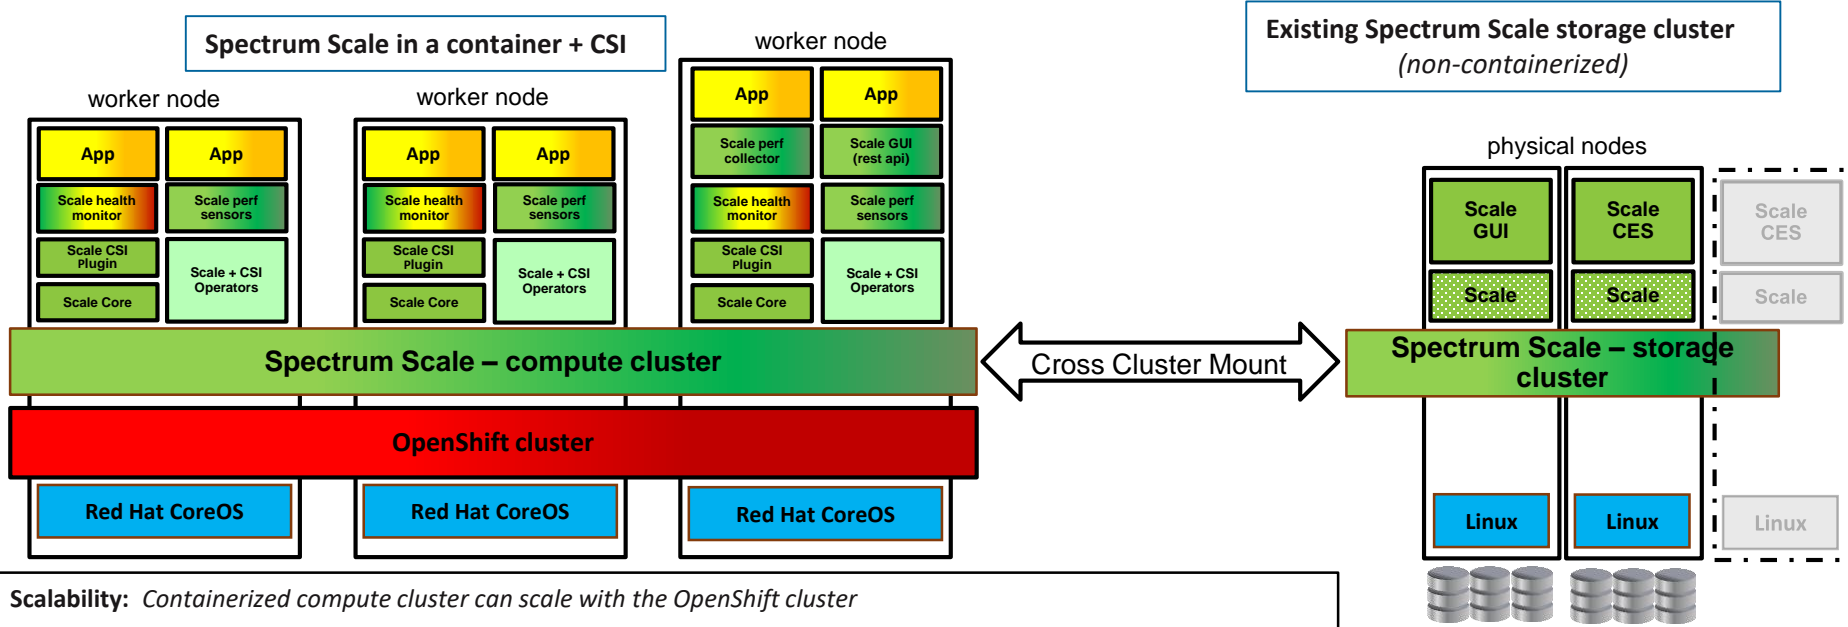 Spectrum Scale in a container + CSI
Existing Spectrum Scale storage cluster
(non-containerized)
worker node
worker node
worker node
App
App
Scale health
monitor
Scale perf
sensors
Scale CSI
Plugin
Scale + CSI
Operators
Scale Core
App
App
Scale health
monitor
Scale perf
sensors
Scale CSI
Plugin
Scale + CSI
Operators
Scale Core
App
App
Scale perf
collector
Scale GUI
(rest api)
Scale health
monitor
Scale perf
sensors
Scale CSI
Plugin
Scale + CSI
Operators
Scale Core
physical nodes
Scale
GUI
Scale
CES
Scale
CES
Scale
Scale
Scale
Spectrum Scale – compute cluster
Cross Cluster Mount
Spectrum Scale – storage
cluster
OpenShift cluster
Red Hat CoreOS
Red Hat CoreOS
Red Hat CoreOS
Linux
Linux
Linux
Scalability: Containerized compute cluster can scale with the OpenShift cluster